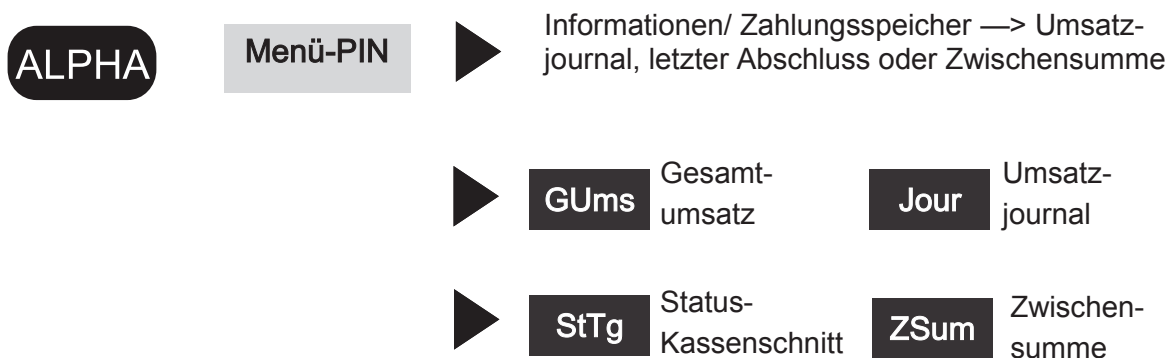 ALPHA
Menü-PIN
Informationen/ Zahlungsspeicher —> Umsatz-
journal, letzter Abschluss oder Zwischensumme
GUms
Gesamt-
umsatz
Jour
Umsatz-
journal
StTg
Status-
Kassenschnitt
ZSum
Zwischen-
summe